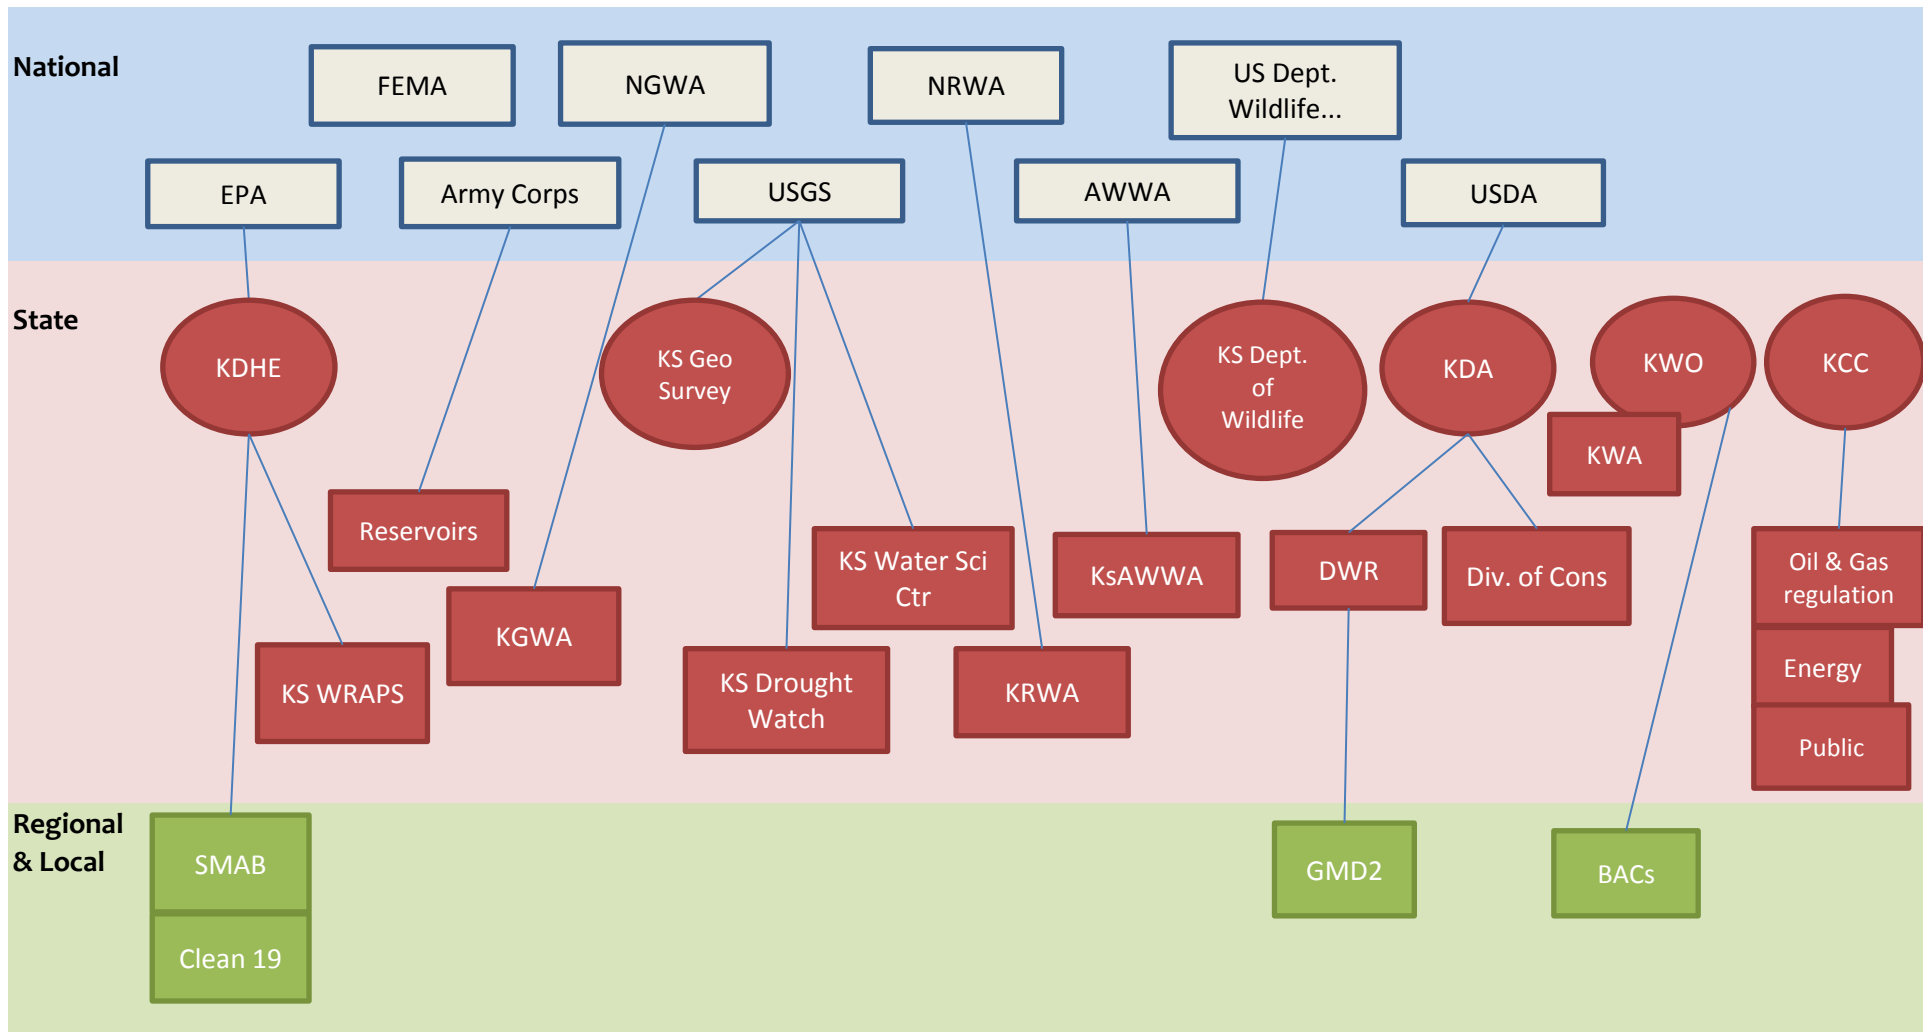 National
FEMA
NGWA
NRWA
US Dept.
Wildlife...
EPA
Army Corps
USGS
AWWA
USDA
State
KDHE
KS Geo
Survey
KS Dept.
of
Wildlife
KDA
KWO
KCC
KWA
Reservoirs
KS Water Sci
Ctr
KsAWWA
DWR
Div. of Cons
Oil & Gas
regulation
KGWA
KS WRAPS
KS Drought
Watch
KRWA
Energy
Public
Regional
& Local
SMAB
GMD2
BACs
Clean 19